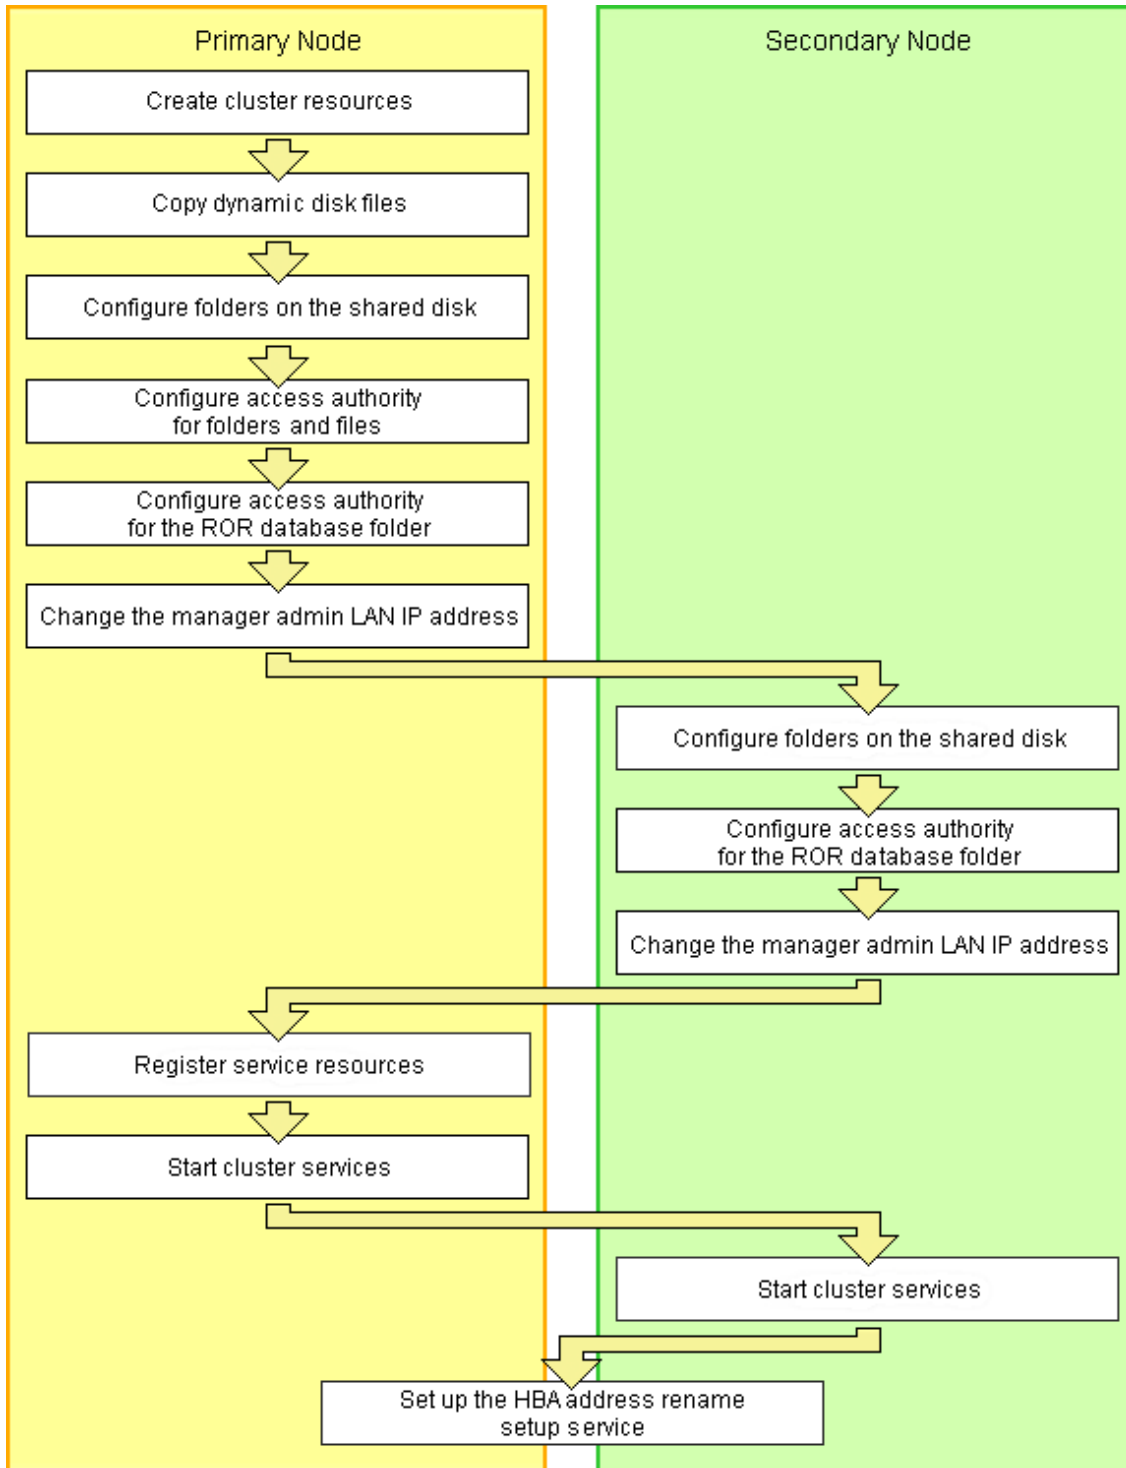 Primary Node
Secondary Node
Create cluster resources
Copy dynamic disk files
Configure folders on the shared disk
Configure access authority
for folders and files
Configure access authority
for the ROR database folder
Change the manager admin LAN IP address
Configure folders on the shared disk
Configure access authority
for the ROR database folder
Change the manager admin LAN IP address
Register service resources
Start cluster services
Start cluster services
Set up the HBA address rename
setup service